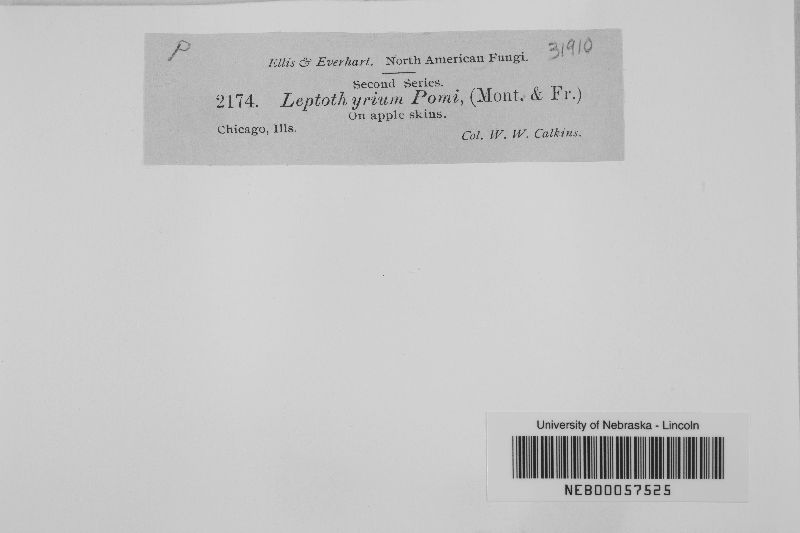 P
31910
Ellis & Everhart. North American Fungi.
Second Series.
2174. Leptothyrium Pomi, (Mont. & Fr.)
On apple skins.
Chicago, Ills.
Col. W. W. Calkins.
University of Nebraska - Lincoln
NEB00057525